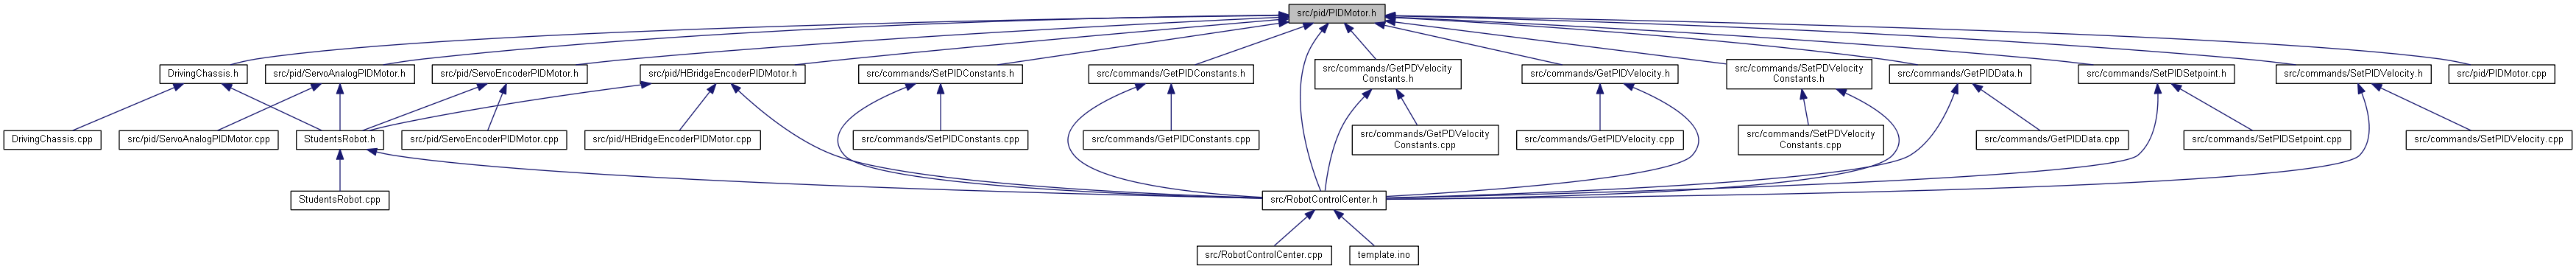 src/pid/PIDMotor.h
DrivingChassis.h
src/pid/ServoAnalogPIDMotor.h
src/pid/ServoEncoderPIDMotor.h
src/pid/HBridgeEncoderPIDMotor.h
src/commands/SetPIDConstants.h
src/commands/GetPIDConstants.h
src/commands/GetPDVelocity
Constants.h
src/commands/GetPIDVelocity.h
src/commands/SetPDVelocity
Constants.h
src/commands/GetPIDData.h
src/commands/SetPIDSetpoint.h
src/commands/SetPIDVelocity.h
src/pid/PIDMotor.cpp
DrivingChassis.cpp
src/pid/ServoAnalogPIDMotor.cpp
StudentsRobot.h
src/pid/ServoEncoderPIDMotor.cpp
src/pid/HBridgeEncoderPIDMotor.cpp
src/commands/SetPIDConstants.cpp
src/commands/GetPIDConstants.cpp
src/commands/GetPDVelocity
Constants.cpp
src/commands/GetPIDVelocity.cpp
src/commands/SetPDVelocity
Constants.cpp
src/commands/GetPIDData.cpp
src/commands/SetPIDSetpoint.cpp
src/commands/SetPIDVelocity.cpp
StudentsRobot.cpp
src/RobotControlCenter.h
src/RobotControlCenter.cpp
template.ino